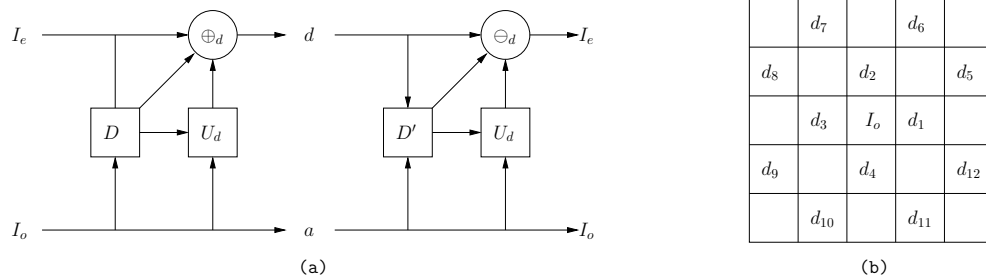 I_e ⊕_d d ⊖_d I_e
D U_d D′ U_d
I_o a I_o
(a)
d_7 d_6
d_8 d_2 d_5
d_3 I_o d_1
d_9 d_4 d_12
d_10 d_11
(b)